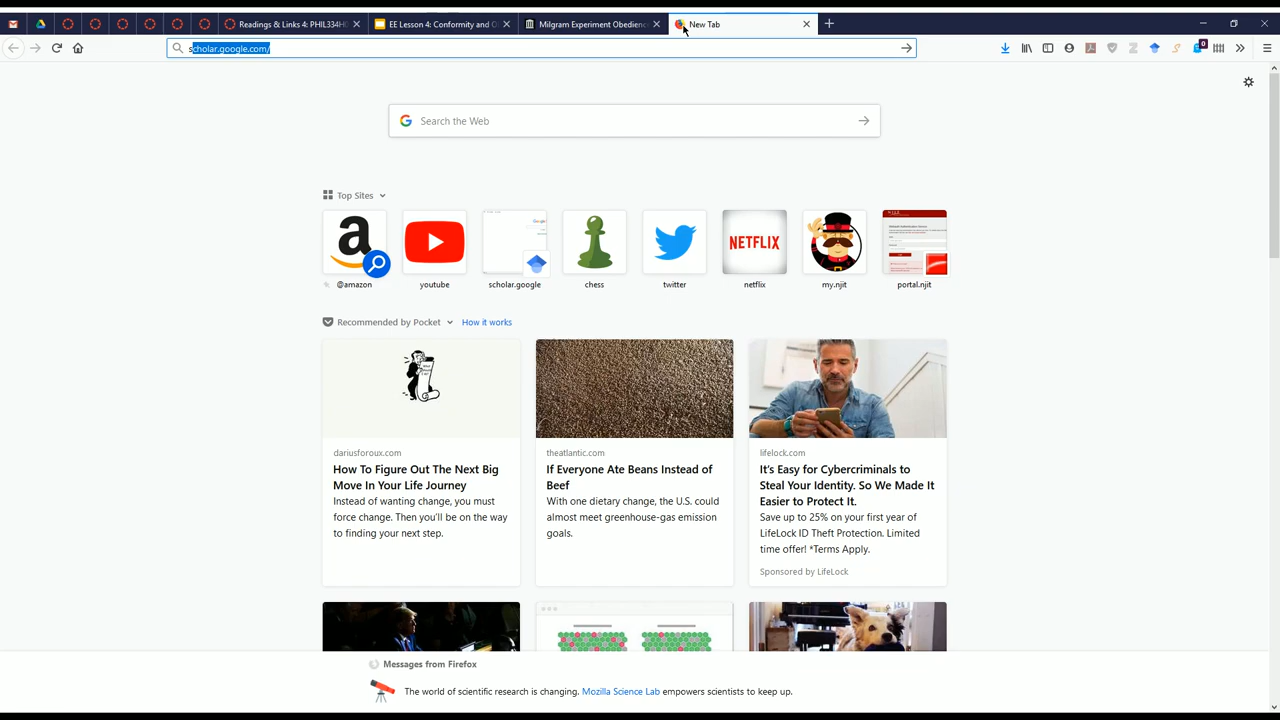 Readings & Links 4: PHIL334H
EE Lesson 4: Conformity and O
Milgram Experiment Obedienc
New Tab
scholar.google.com/
0
Search the Web
Top Sites
@amazon
youtube
scholar.google
chess
twitter
NETFLIX
netflix
my.njit
portal.njit
Recommended by Pocket
How it works
dariusforoux.com
How To Figure Out The Next Big
Move In Your Life Journey
Instead of wanting change, you must
force change. Then you'll be on the way
to finding your next step.
theatlantic.com
If Everyone Ate Beans Instead of
Beef
With one dietary change, the U.S. could
almost meet greenhouse-gas emission
goals.
lifelock.com
It's Easy for Cybercriminals to
Steal Your Identity. So We Made It
Easier to Protect It.
Save up to 25% on your first year of
LifeLock ID Theft Protection. Limited
time offer! *Terms Apply.
Sponsored by LifeLock
Messages from Firefox
The world of scientific research is changing. Mozilla Science Lab empowers scientists to keep up.